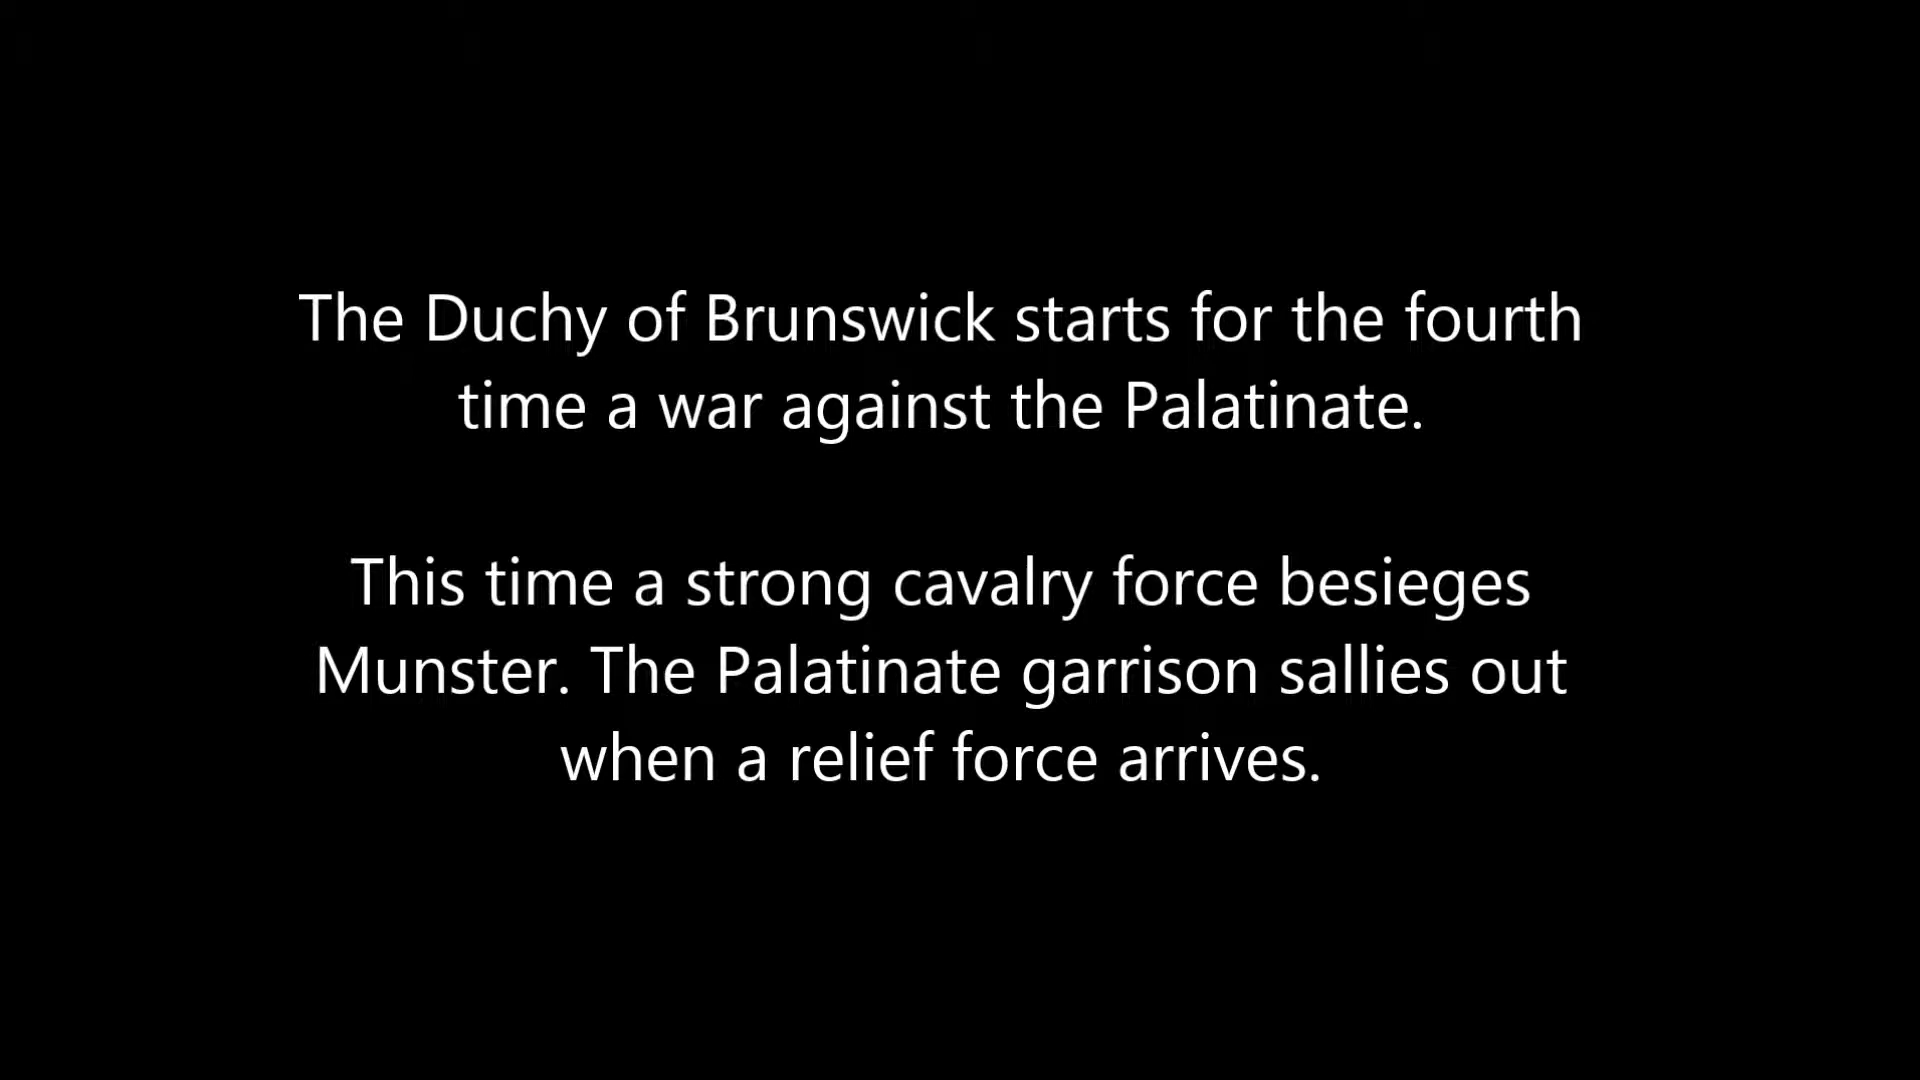 The Duchy of Brunswick starts for the fourth
time a war against the Palatinate.
This time a strong cavalry force besieges
Munster. The Palatinate garrison sallies out
when a relief force arrives.